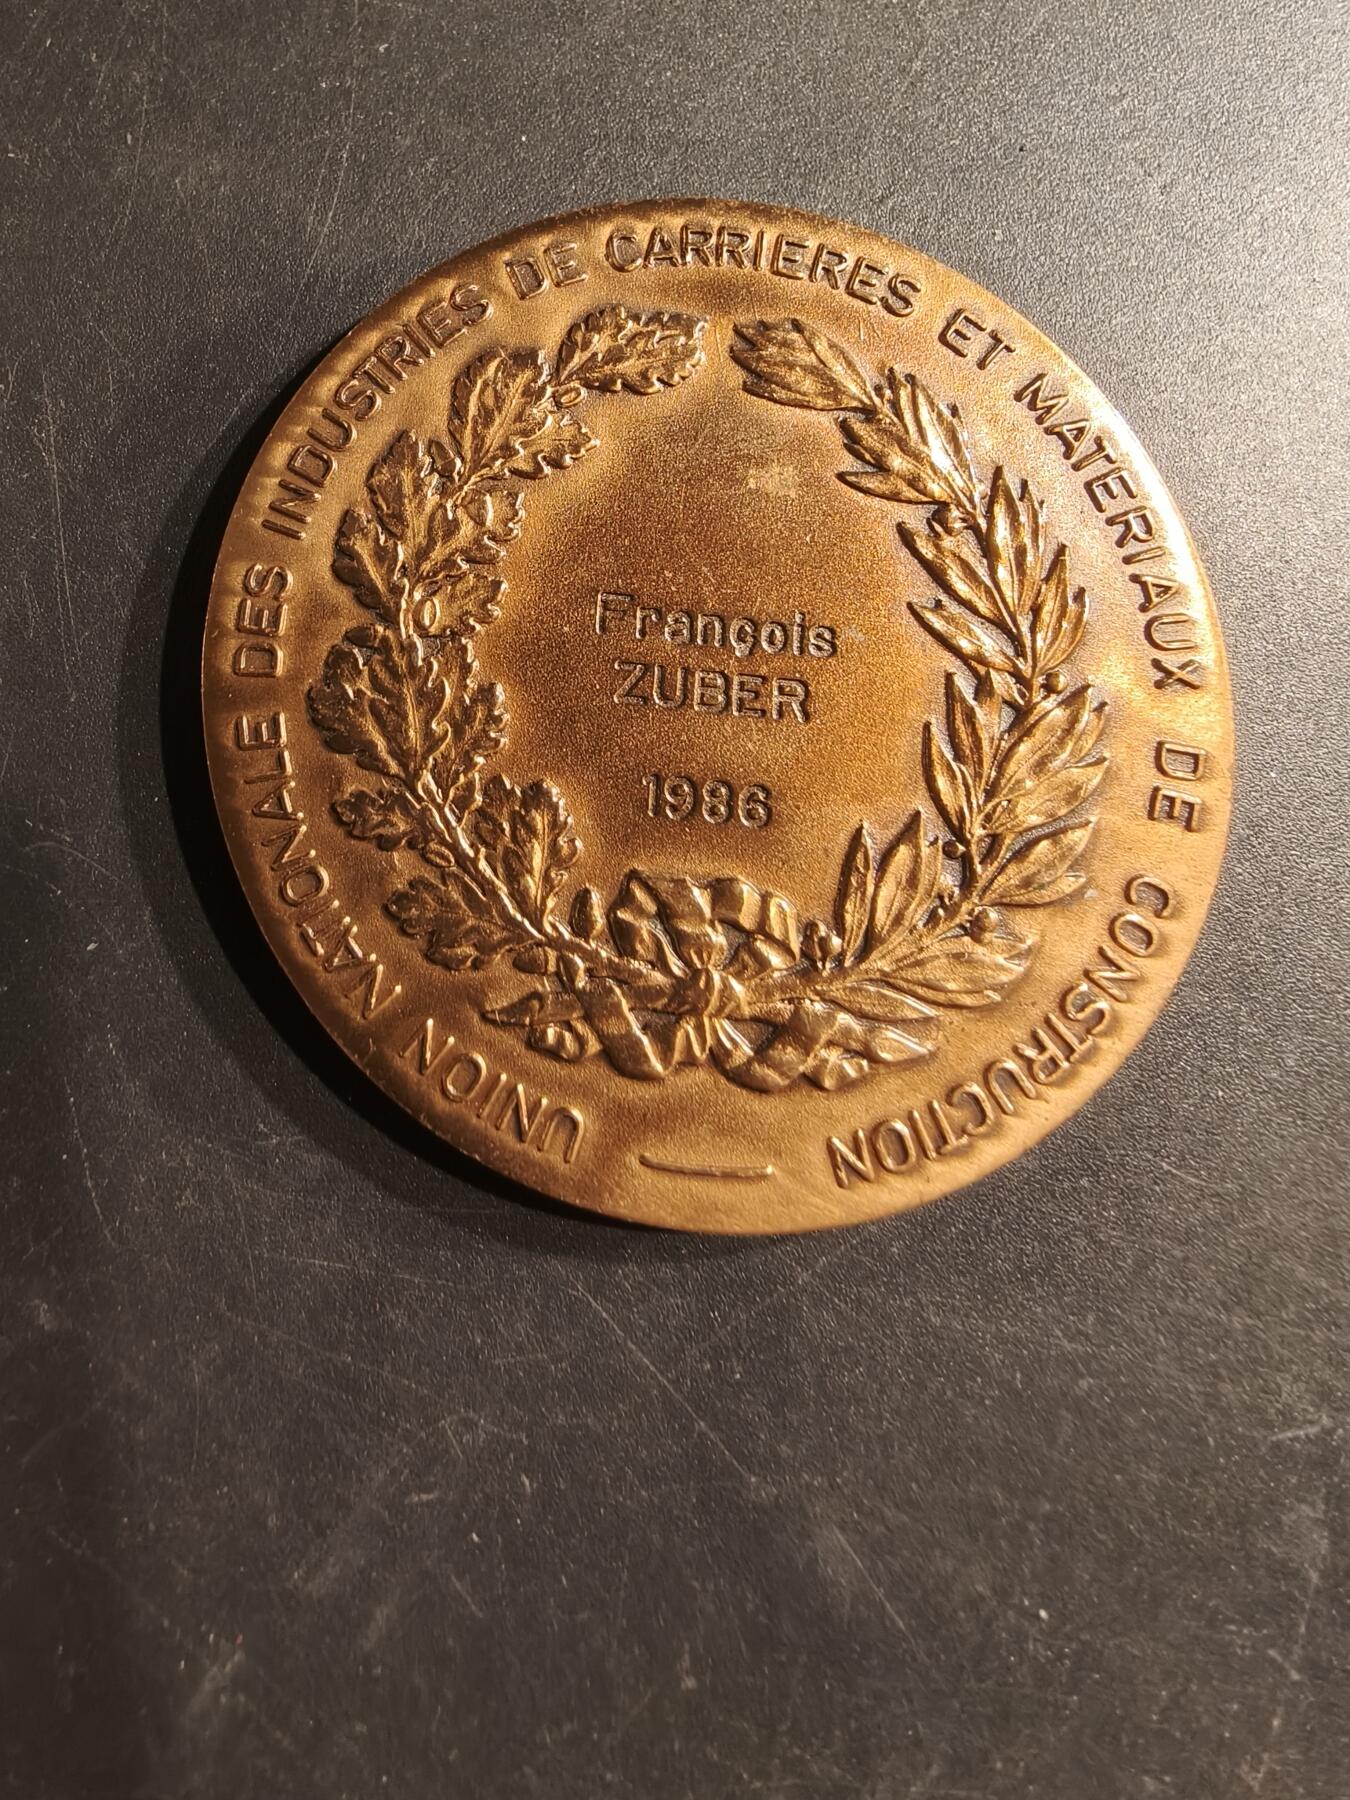 UNION NATIONALE DES INDUSTRIES DE CARRIERES ET MATERIAUX DE CONSTRUCTION
François
ZUBER
1986